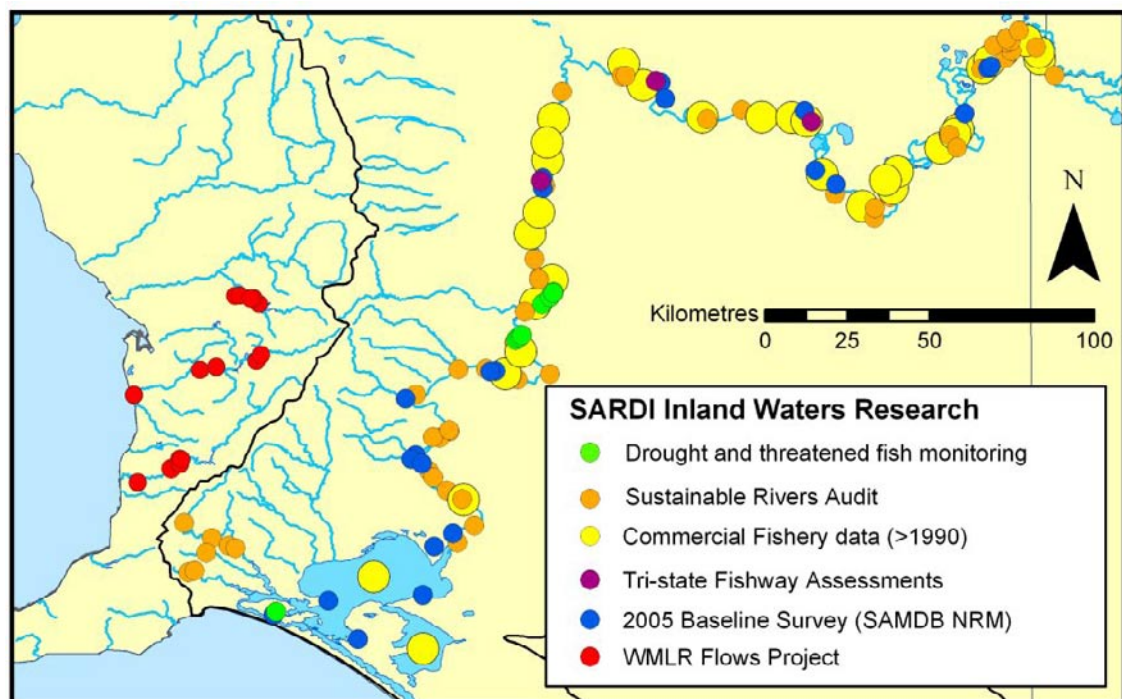 N
Kilometres
0 25 50 100
SARDI Inland Waters Research
Drought and threatened fish monitoring
Sustainable Rivers Audit
Commercial Fishery data (>1990)
Tri-state Fishway Assessments
2005 Baseline Survey (SAMDB NRM)
WMLR Flows Project